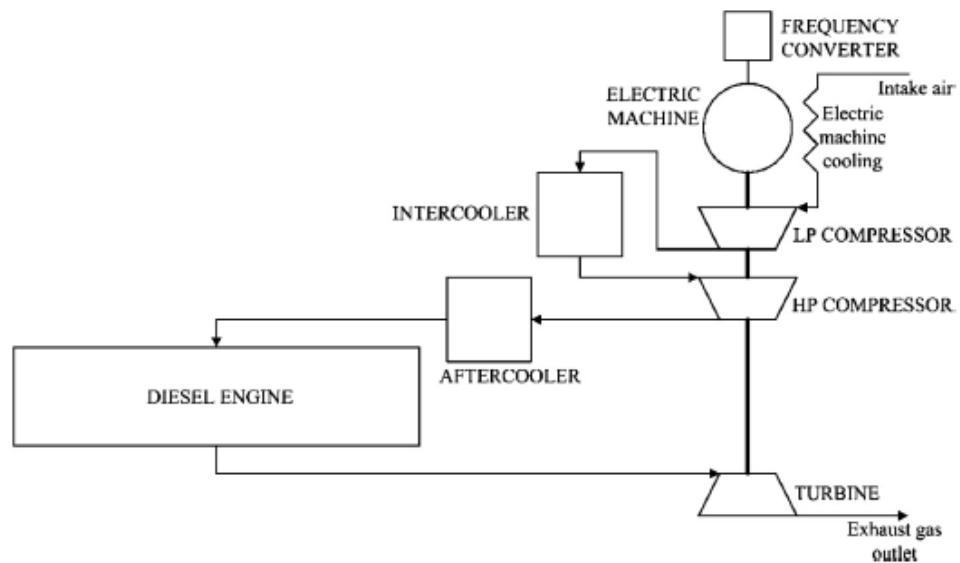 FREQUENCY
CONVERTER
ELECTRIC
MACHINE
Intake air
Electric
machine
cooling
INTERCOOLER
LP COMPRESSOR
HP COMPRESSOR
AFTERCOOLER
DIESEL ENGINE
TURBINE
Exhaust gas
outlet